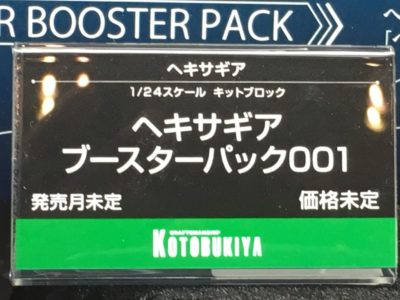 R BOOSTER PACK
ヘキサギア
1/24スケール キットブロック
ヘキサギア
ブースターパック001
発売月未定
価格未定
CRAFTSMANSHIP
KOTOBUKIYA